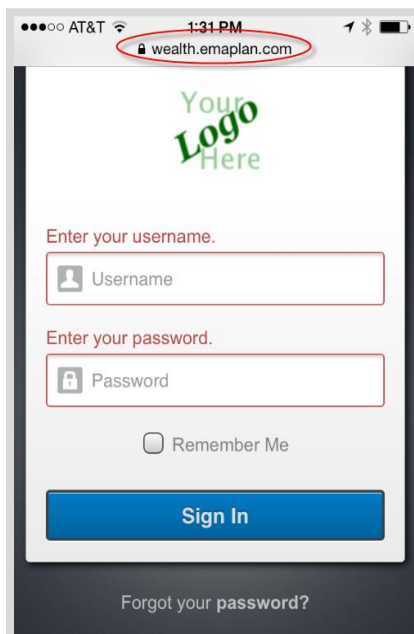 ●●●○○ AT&T 1:31 PM
wealth.emaplan.com
Your
Logo
Here
Enter your username.
Username
Enter your password.
Password
Remember Me
Sign In
Forgot your password?